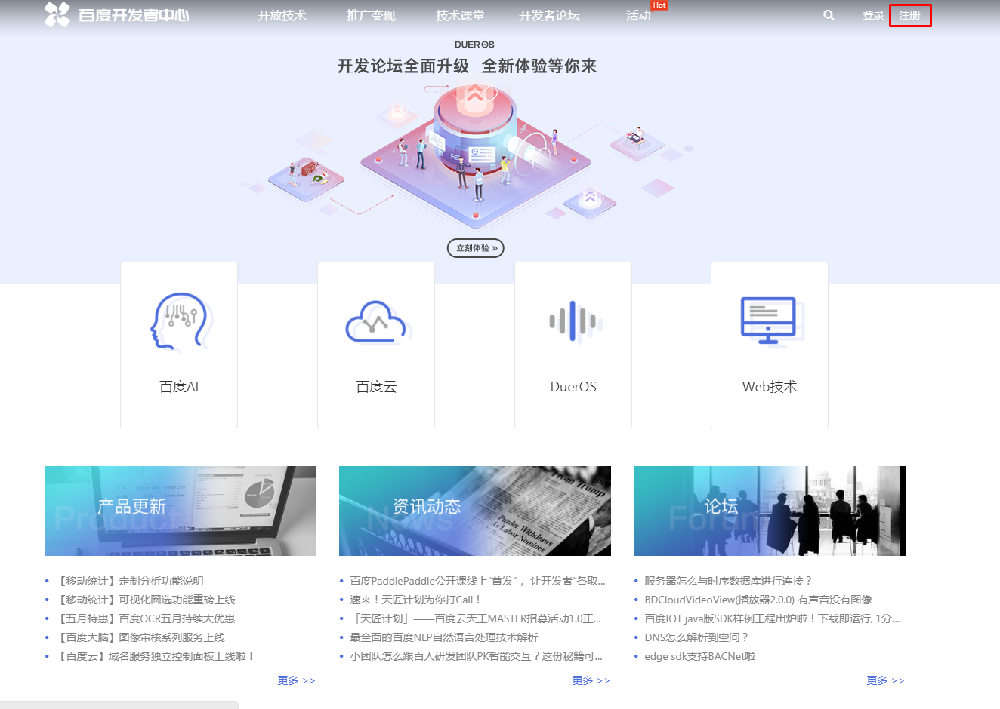 百度开发者中心 开放技术 推广变现 技术课堂 开发者论坛 活动 Hot 登录 注册
DUEROS
开发论坛全面升级 全新体验等你来
立刻体验 »
百度AI 百度云 DuerOS Web技术
产品更新
Product
资讯动态
News
论坛
Forum
From Trump
Puzder Withdraws
As Labor Nominee
【移动统计】定制分析功能说明
【移动统计】可视化圈选功能重磅上线
【五月特惠】百度OCR五月持续大优惠
【百度大脑】图像审核系列服务上线
【百度云】域名服务独立控制面板上线啦！
更多 >>
百度PaddlePaddle公开课线上“首发”，让开发者“各取...
速来！天匠计划为你打Call！
「天匠计划」——百度云天工MASTER招募活动1.0正...
最全面的百度NLP自然语言处理技术解析
小团队怎么跟百人研发团队PK智能交互？这份秘籍可...
更多 >>
服务器怎么与时序数据库进行连接？
BDCloudVideoView(播放器2.0.0) 有声音没有图像
百度IOT java版SDK样例工程出炉啦！下载即运行, 1分...
DNS怎么解析到空间？
edge sdk支持BACNet啦
更多 >>